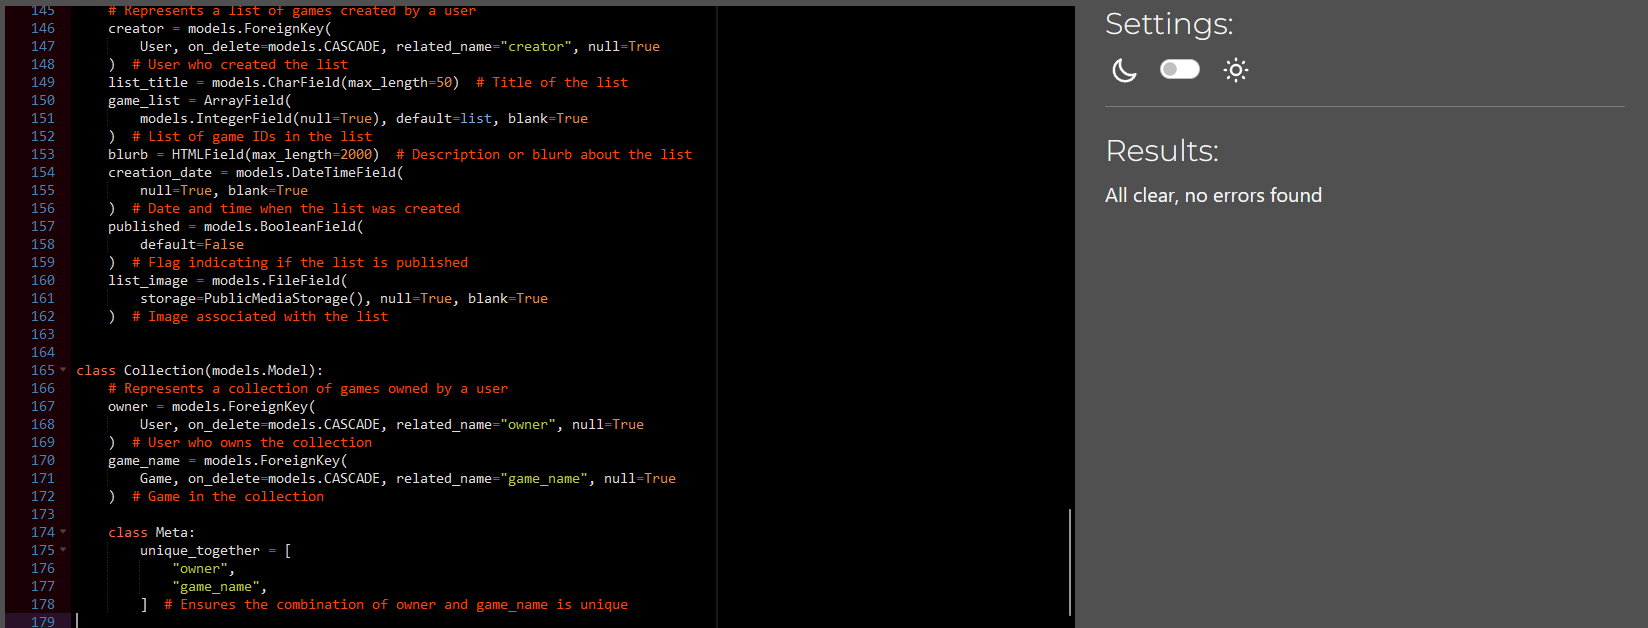 145 # Represents a list of games created by a user
146 creator = models.ForeignKey(
147 User, on_delete=models.CASCADE, related_name="creator", null=True
148 ) # User who created the list
149 list_title = models.CharField(max_length=50) # Title of the list
150 game_list = ArrayField(
151 models.IntegerField(null=True), default=list, blank=True
152 ) # List of game IDs in the list
153 blurb = HTMLField(max_length=2000) # Description or blurb about the list
154 creation_date = models.DateTimeField(
155 null=True, blank=True
156 ) # Date and time when the list was created
157 published = models.BooleanField(
158 default=False
159 ) # Flag indicating if the list is published
160 list_image = models.FileField(
161 storage=PublicMediaStorage(), null=True, blank=True
162 ) # Image associated with the list
163
164
165 class Collection(models.Model):
166 # Represents a collection of games owned by a user
167 owner = models.ForeignKey(
168 User, on_delete=models.CASCADE, related_name="owner", null=True
169 ) # User who owns the collection
170 game_name = models.ForeignKey(
171 Game, on_delete=models.CASCADE, related_name="game_name", null=True
172 ) # Game in the collection
173
174 class Meta:
175 unique_together = [
176 "owner",
177 "game_name",
178 ] # Ensures the combination of owner and game_name is unique
179
Settings:
Results:
All clear, no errors found